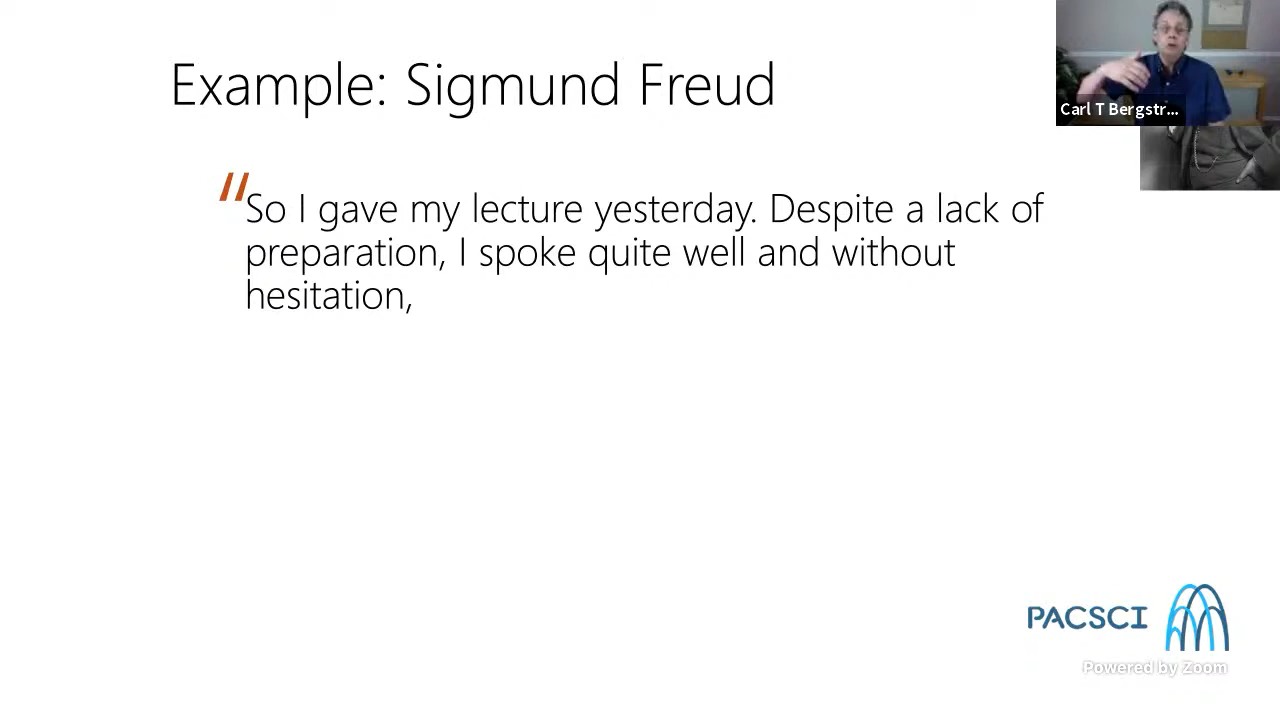 Example: Sigmund Freud
Carl T Bergstr...
“So I gave my lecture yesterday. Despite a lack of
preparation, I spoke quite well and without
hesitation,
PACSCI
Powered by Zoom